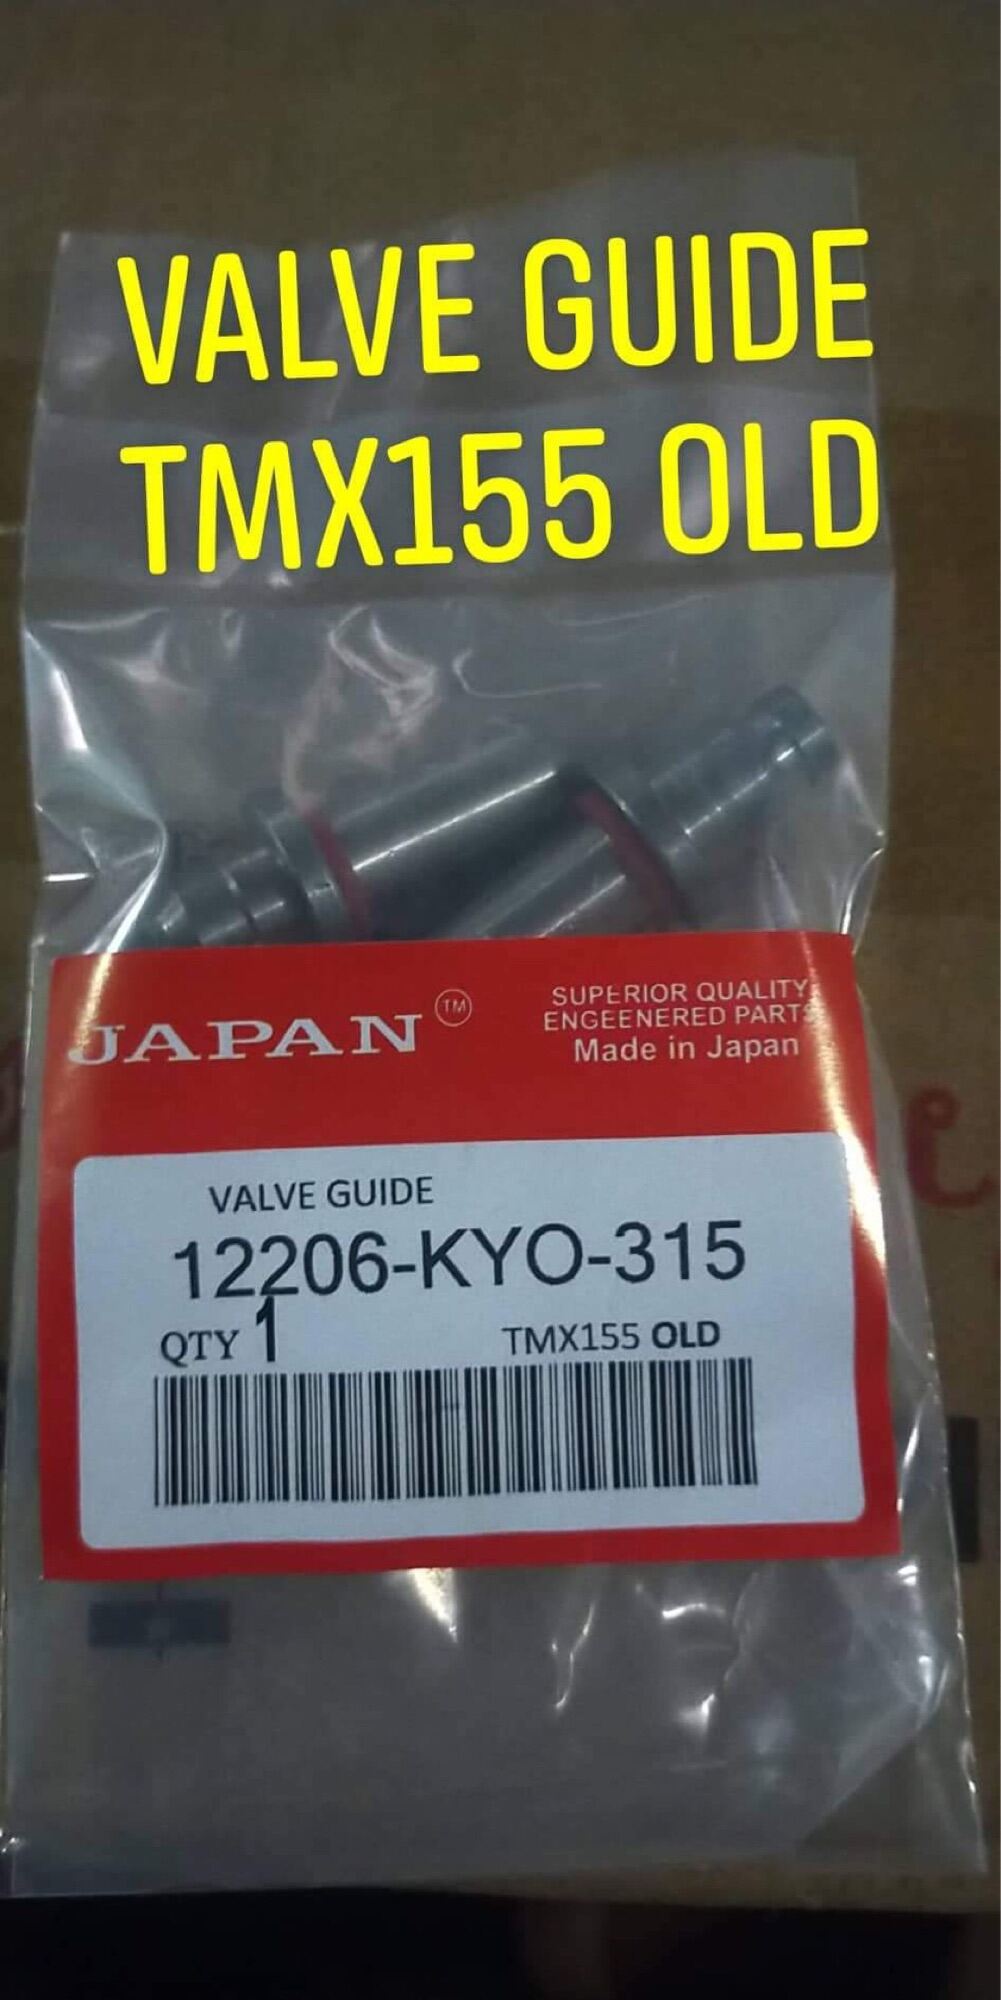 VALVE GUIDE
TMX155 OLD
JAPAN ™
SUPERIOR QUALITY
ENGEENERED PARTS
Made in Japan
VALVE GUIDE
12206-KYO-315
QTY 1 TMX155 OLD